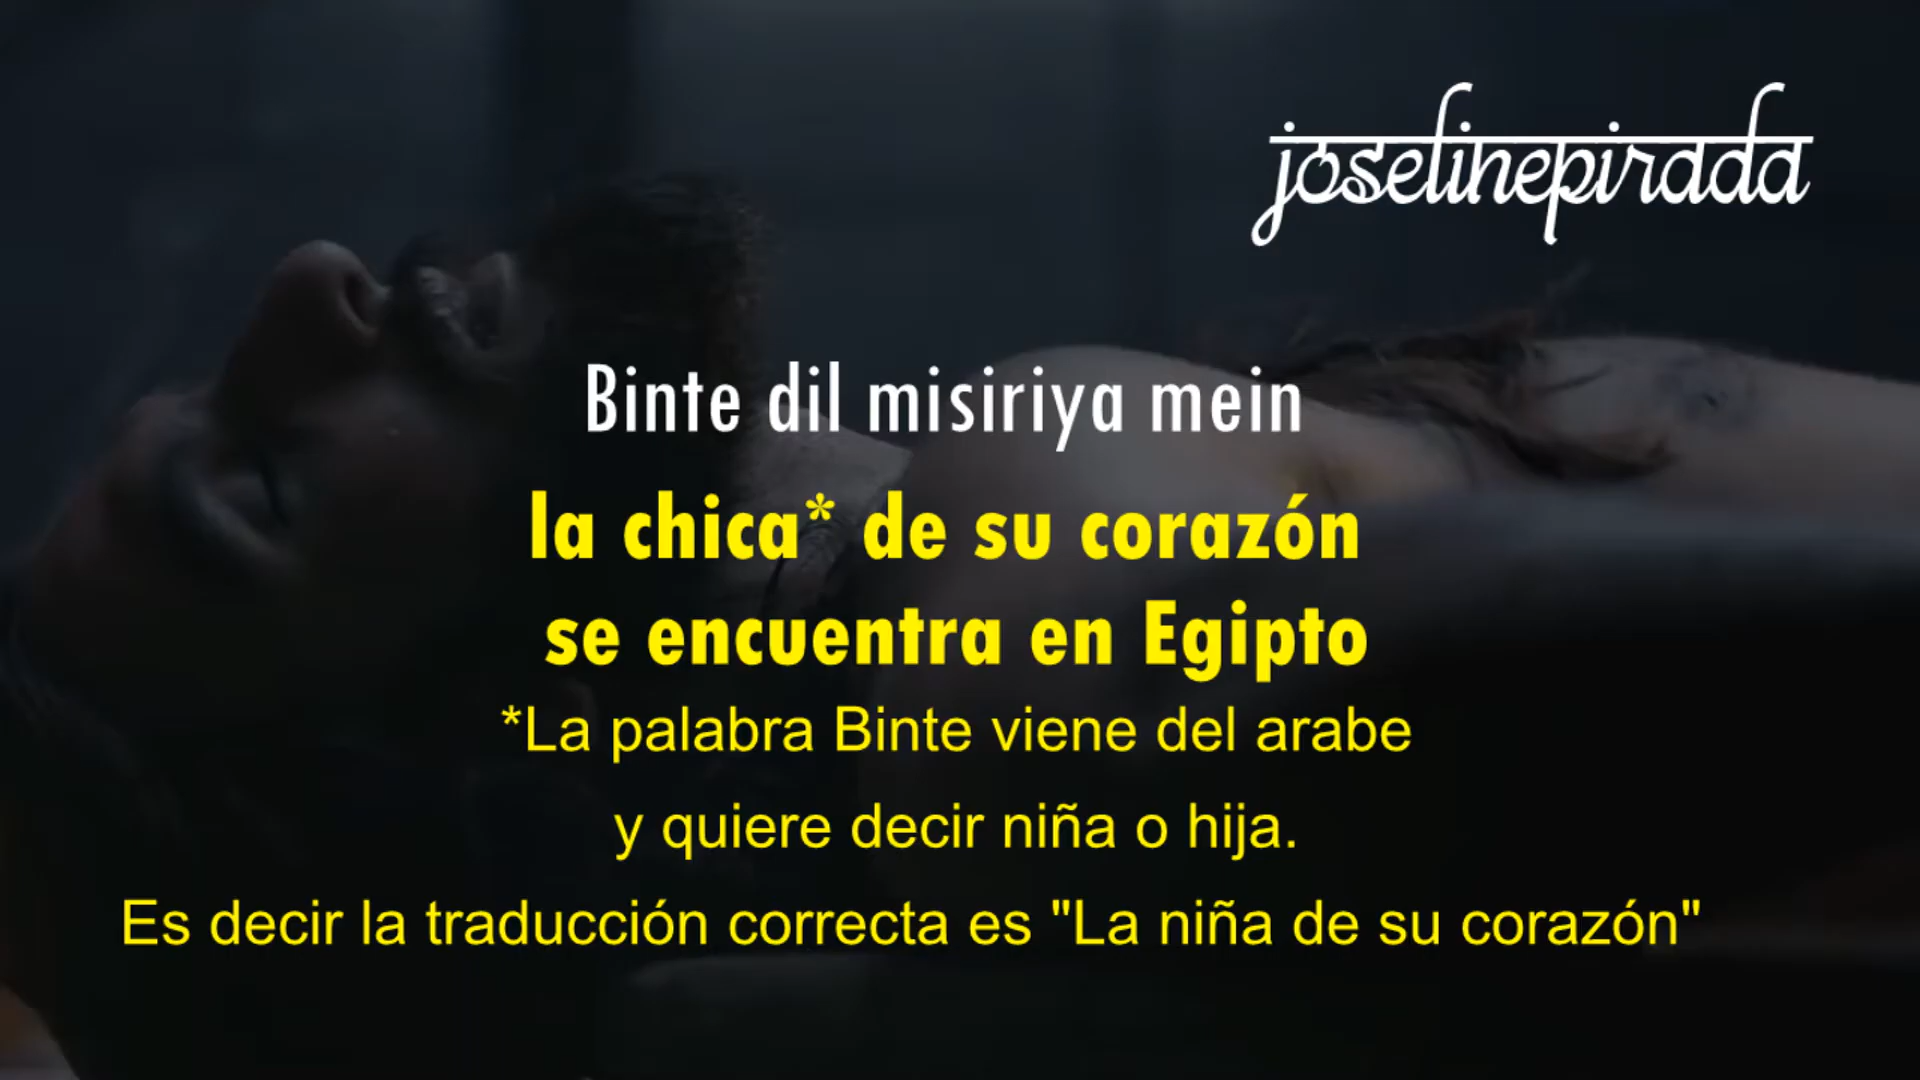 joselinepirada
Binte dil misiriya mein
la chica* de su corazón
se encuentra en Egipto
*La palabra Binte viene del arabe
y quiere decir niña o hija.
Es decir la traducción correcta es "La niña de su corazón"